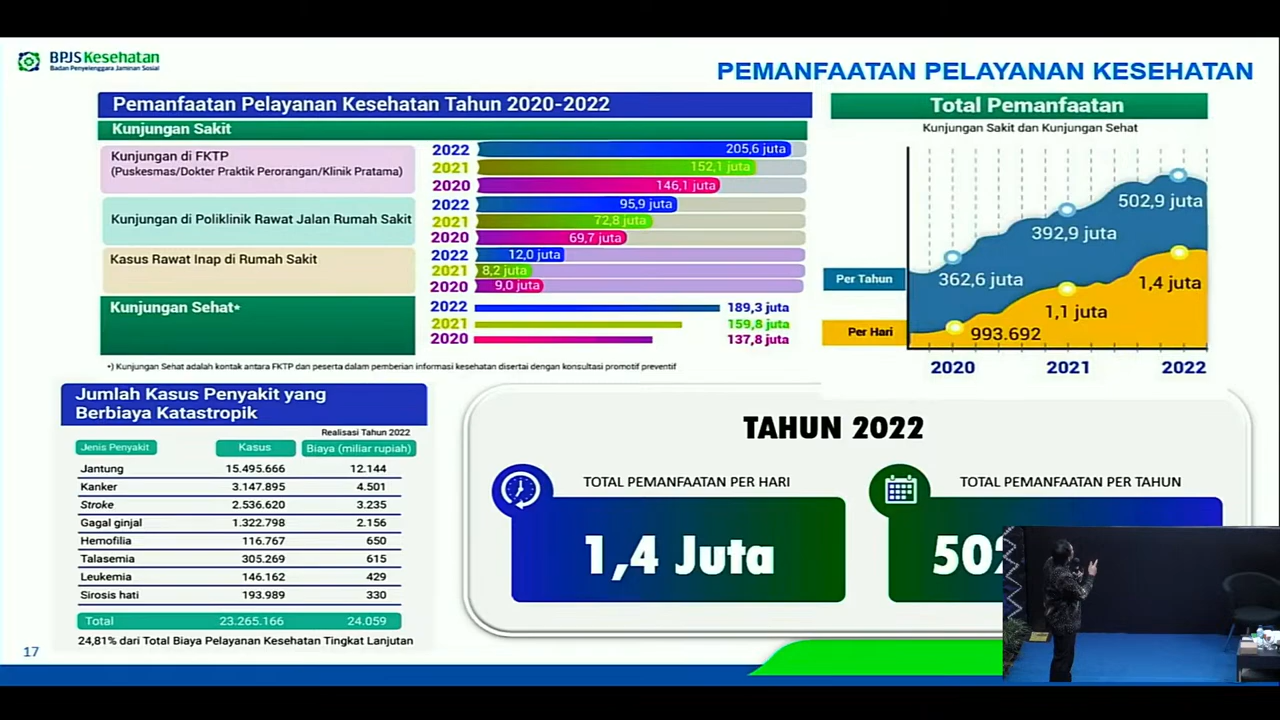 BPJS Kesehatan
Badan Penyelenggara Jaminan Sosial
PEMANFAATAN PELAYANAN KESEHATAN
Pemanfaatan Pelayanan Kesehatan Tahun 2020-2022
Kunjungan Sakit
Kunjungan di FKTP
(Puskesmas/Dokter Praktik Perorangan/Klinik Pratama)
2022 205,6 juta
2021 152,1 juta
2020 146,1 juta
Kunjungan di Poliklinik Rawat Jalan Rumah Sakit
2022 95,9 juta
2021 72,8 juta
2020 69,7 juta
Kasus Rawat Inap di Rumah Sakit
2022 12,0 juta
2021 8,2 juta
2020 9,0 juta
Kunjungan Sehat*
2022 189,3 juta
2021 159,8 juta
2020 137,8 juta
*) Kunjungan Sehat adalah kontak antara FKTP dan peserta dalam pemberian informasi kesehatan disertai dengan konsultasi promotif preventif
Total Pemanfaatan
Kunjungan Sakit dan Kunjungan Sehat
502,9 juta
392,9 juta
Per Tahun 362,6 juta
1,4 juta
1,1 juta
Per Hari 993.692
2020 2021 2022
Jumlah Kasus Penyakit yang
Berbiaya Katastropik
Realisasi Tahun 2022
Jenis Penyakit Kasus Biaya (miliar rupiah)
Jantung 15.495.666 12.144
Kanker 3.147.895 4.501
Stroke 2.536.620 3.235
Gagal ginjal 1.322.798 2.156
Hemofilia 116.767 650
Talasemia 305.269 615
Leukemia 146.162 429
Sirosis hati 193.989 330
Total 23.265.166 24.059
24,81% dari Total Biaya Pelayanan Kesehatan Tingkat Lanjutan
TAHUN 2022
TOTAL PEMANFAATAN PER HARI
1,4 Juta
TOTAL PEMANFAATAN PER TAHUN
17